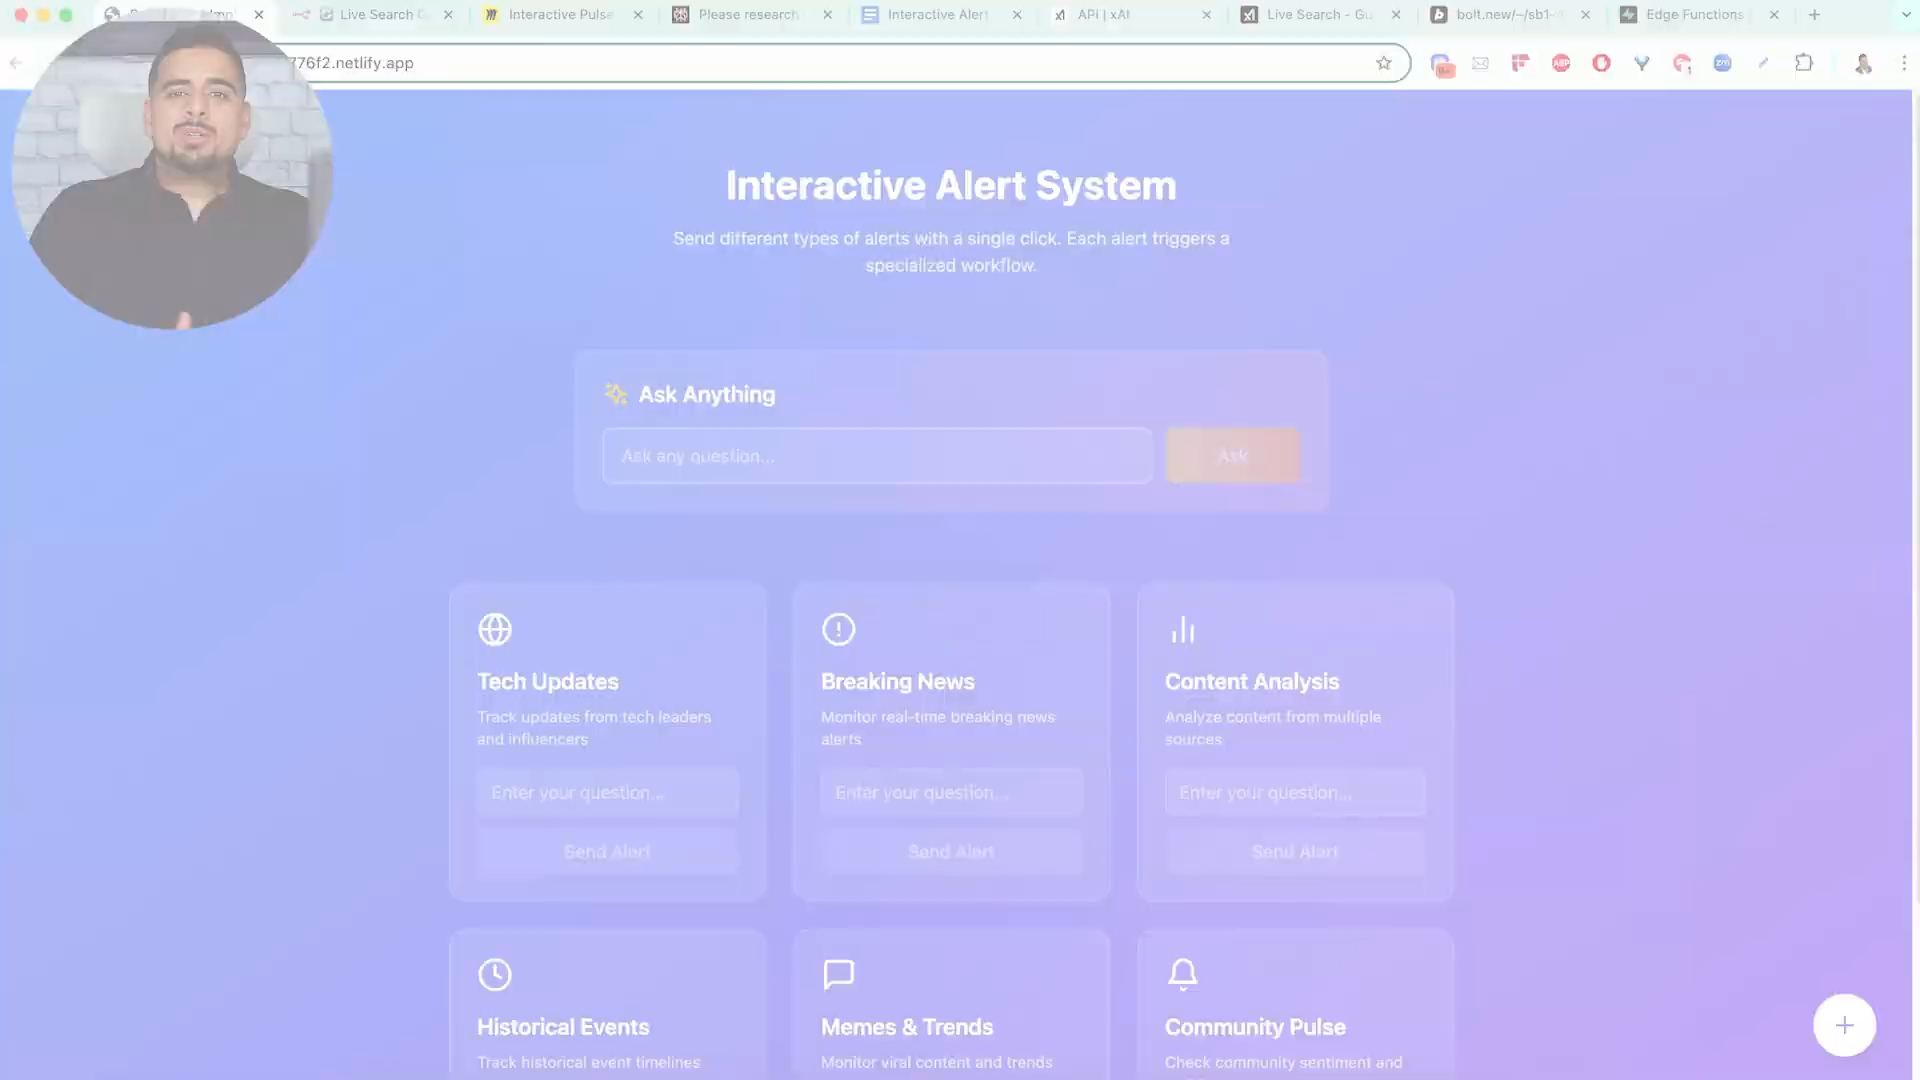 Live Search
Interactive Pulse
Please research
Interactive Alert
API | xAI
Live Search - Gu
bolt.new/~/sb1-
Edge Functions
776f2.netlify.app
Interactive Alert System
Send different types of alerts with a single click. Each alert triggers a
specialized workflow.
Ask Anything
Ask any question...
Ask
Tech Updates
Track updates from tech leaders
and influencers
Enter your question...
Send Alert
Breaking News
Monitor real-time breaking news
alerts
Enter your question...
Send Alert
Content Analysis
Analyze content from multiple
sources
Enter your question...
Send Alert
Historical Events
Track historical event timelines
Memes & Trends
Monitor viral content and trends
Community Pulse
Check community sentiment and